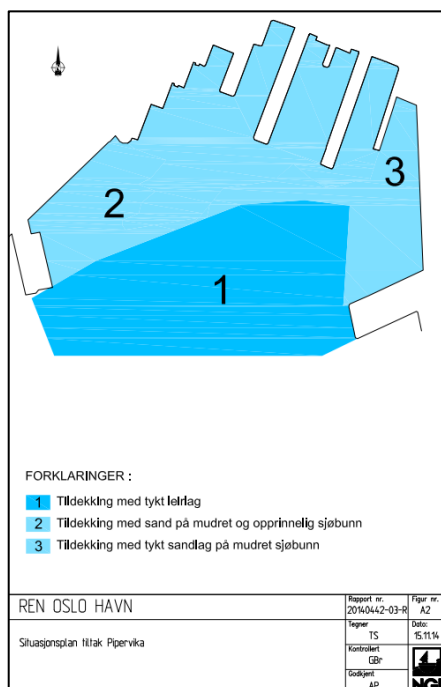 3
2
1
FORKLARINGER :
1 Tildekking med tykt leirlag
2 Tildekking med sand på mudret og opprinnelig sjøbunn
3 Tildekking med tykt sandlag på mudret sjøbunn
REN OSLO HAVN
Situasjonsplan tiltak Pipervika
Rapport nr.
20140442-03-R
Figur nr.
A2
Tegner
TS
Dato:
15.11.14
Kontrollert
GBr
Godkjent
AP
NGI